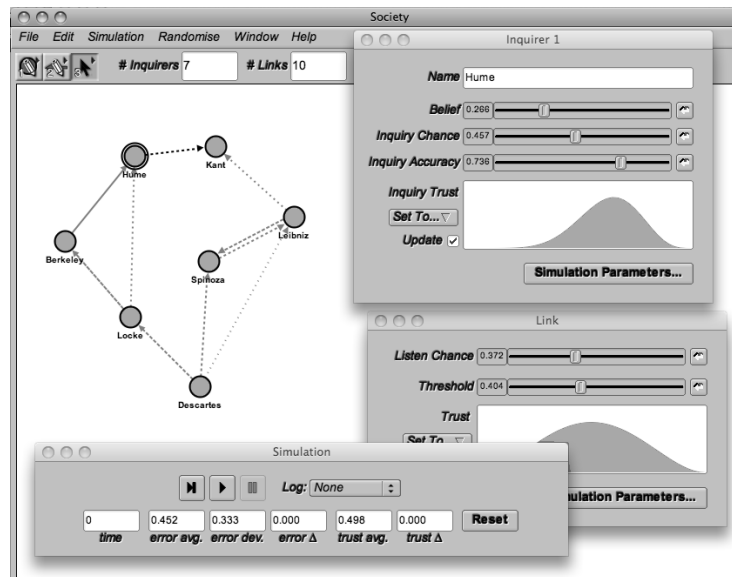 Society
File Edit Simulation Randomise Window Help
# Inquirers 7 # Links 10
Hume
Kant
Leibniz
Berkeley
Spinoza
Locke
Descartes
Inquirer 1
Name Hume
Belief 0.266
Inquiry Chance 0.457
Inquiry Accuracy 0.736
Inquiry Trust
Set To...
Update
Simulation Parameters...
Link
Listen Chance 0.372
Threshold 0.404
Trust
Set To
ulation Parameters...
Simulation
Log: None
0 0.452 0.333 0.000 0.498 0.000 Reset
time error avg. error dev. error Δ trust avg. trust Δ